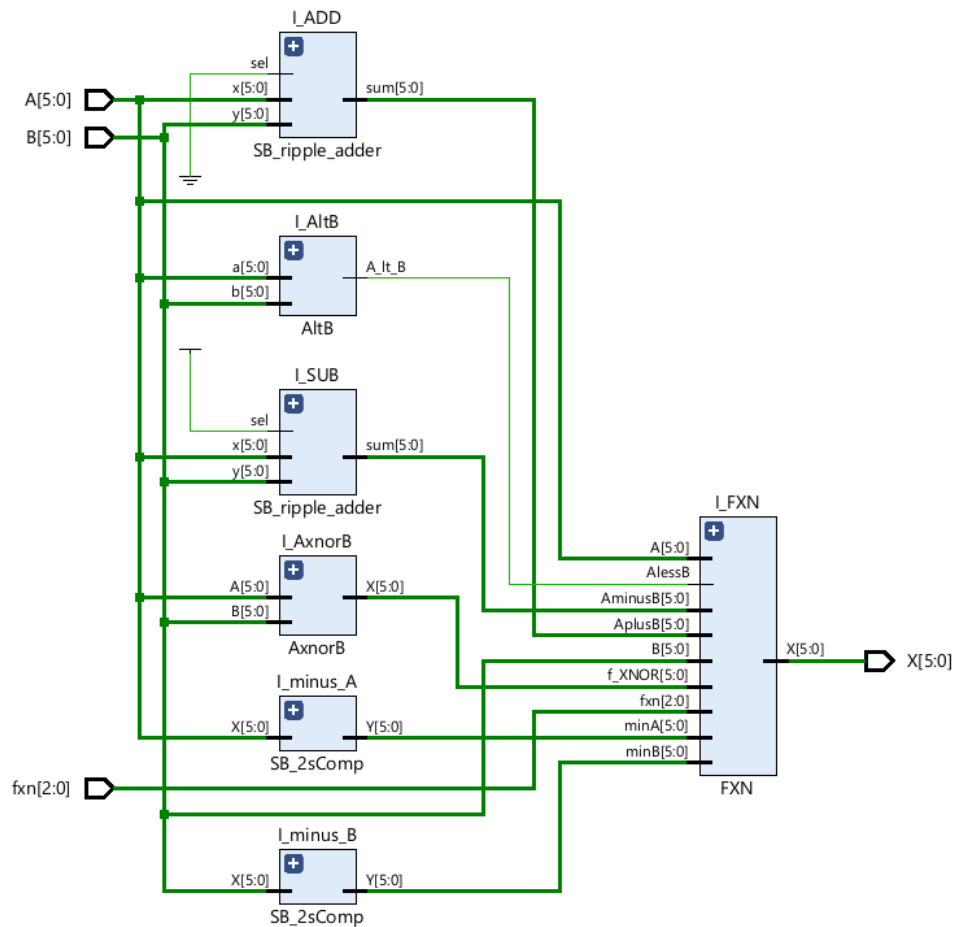 I_ADD
sel
A[5:0]
x[5:0]
sum[5:0]
y[5:0]
B[5:0]
SB_ripple_adder
I_AltB
a[5:0]
A_lt_B
b[5:0]
AltB
I_SUB
sel
x[5:0]
sum[5:0]
y[5:0]
SB_ripple_adder
I_AxnorB
A[5:0]
X[5:0]
B[5:0]
AxnorB
I_minus_A
X[5:0]
Y[5:0]
SB_2sComp
fxn[2:0]
I_minus_B
X[5:0]
Y[5:0]
SB_2sComp
I_FXN
A[5:0]
AlessB
AminusB[5:0]
AplusB[5:0]
B[5:0]
f_XNOR[5:0]
fxn[2:0]
minA[5:0]
minB[5:0]
X[5:0]
FXN
X[5:0]